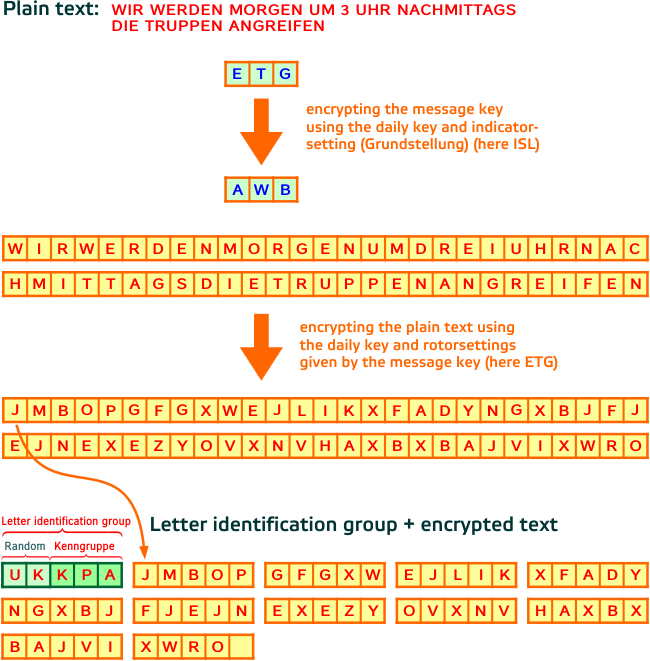 Plain text: WIR WERDEN MORGEN UM 3 UHR NACHMITTAGS
DIE TRUPPEN ANGREIFEN
E T G
encrypting the message key
using the daily key and indicator-
setting (Grundstellung) (here ISL)
A W B
W I R W E R D E N M O R G E N U M D R E I U H R N A C
H M I T T A G S D I E T R U P P E N A N G R E I F E N
encrypting the plain text using
the daily key and rotorsettings
given by the message key (here ETG)
J M B O P G F G X W E J L I K X F A D Y N G X B J F J
E J N E X E Z Y O V X N V H A X B X B A J V I X W R O
Letter identification group
Letter identification group + encrypted text
Random Kenngruppe
U K K P A J M B O P G F G X W E J L I K X F A D Y
N G X B J F J E J N E X E Z Y O V X N V H A X B X
B A J V I X W R O